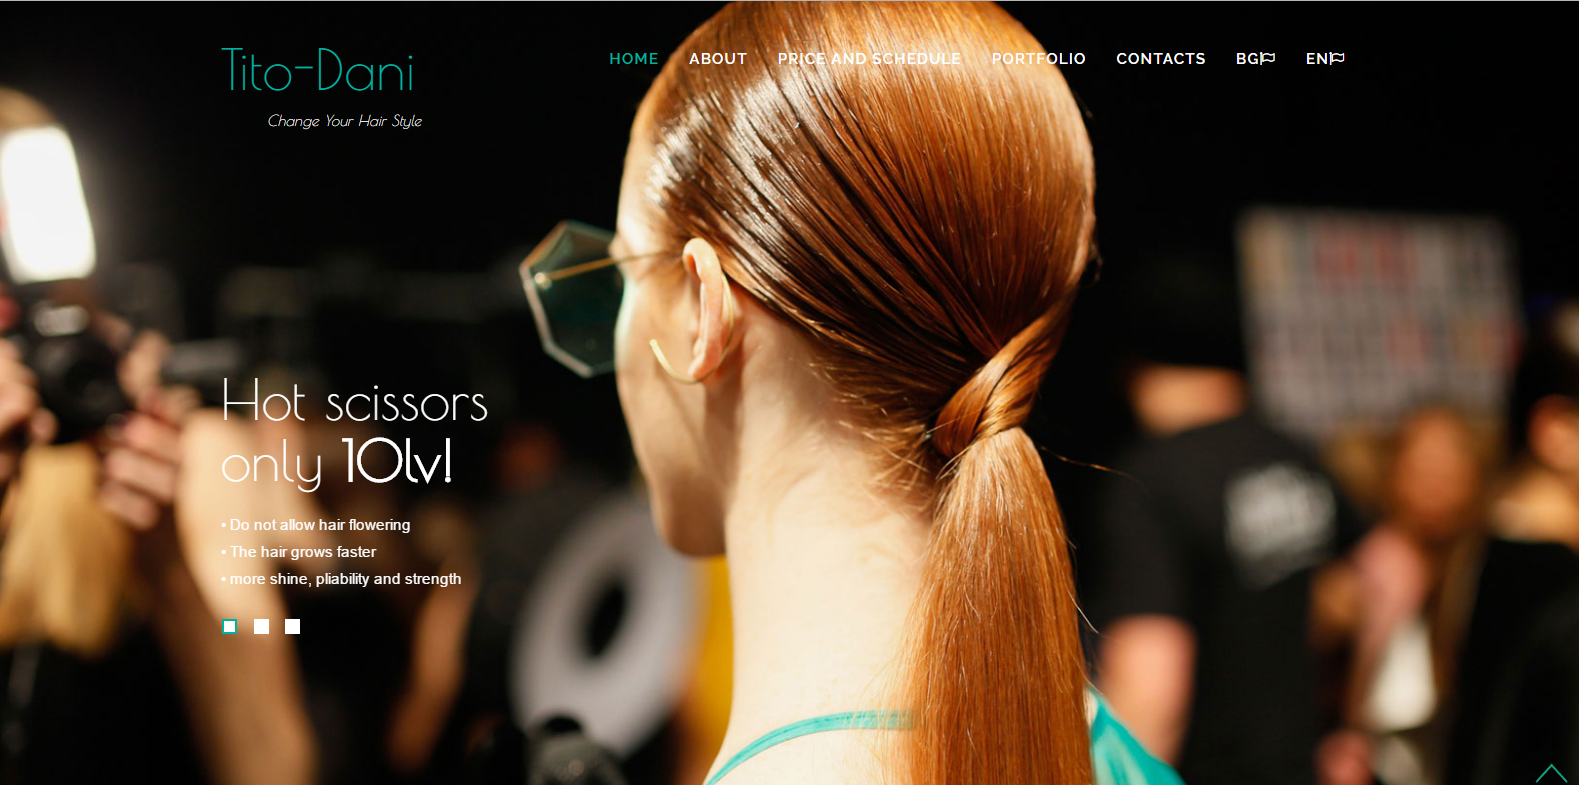 Tito-Dani
Change Your Hair Style
HOME ABOUT PRICE AND SCHEDULE PORTFOLIO CONTACTS BG EN
Hot scissors
only 10lv!
• Do not allow hair flowering
• The hair grows faster
• more shine, pliability and strength